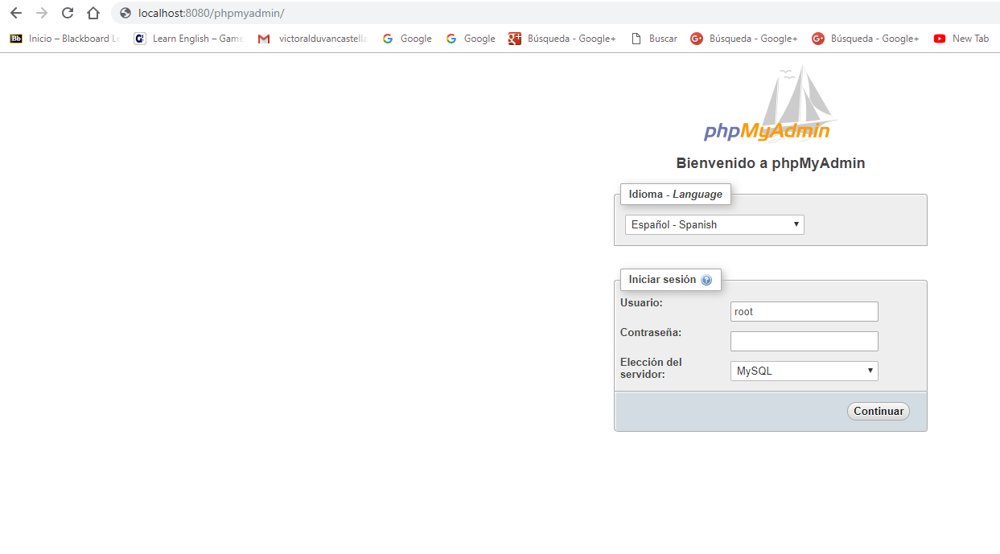 localhost:8080/phpmyadmin/
Inicio – Blackboard Le
Learn English – Game
victoralduvancastella
Google
Google
Búsqueda - Google+
Buscar
Búsqueda - Google+
Búsqueda - Google+
New Tab
phpMyAdmin
Bienvenido a phpMyAdmin
Idioma - Language
Español - Spanish
Iniciar sesión
Usuario:
root
Contraseña:
Elección del
servidor:
MySQL
Continuar